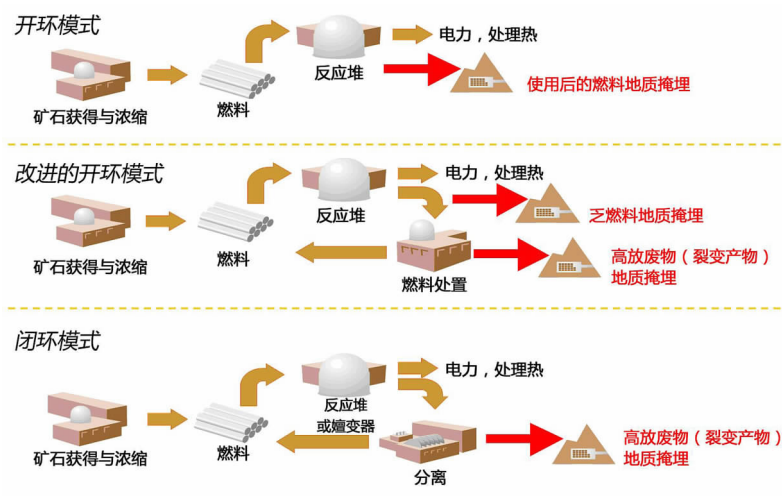 开环模式
电力，处理热
反应堆
使用后的燃料地质掩埋
矿石获得与浓缩
燃料
改进的开环模式
电力，处理热
反应堆
乏燃料地质掩埋
矿石获得与浓缩
燃料
燃料处置
高放废物（裂变产物）
地质掩埋
闭环模式
电力，处理热
反应堆
或嬗变器
矿石获得与浓缩
燃料
分离
高放废物（裂变产物）
地质掩埋